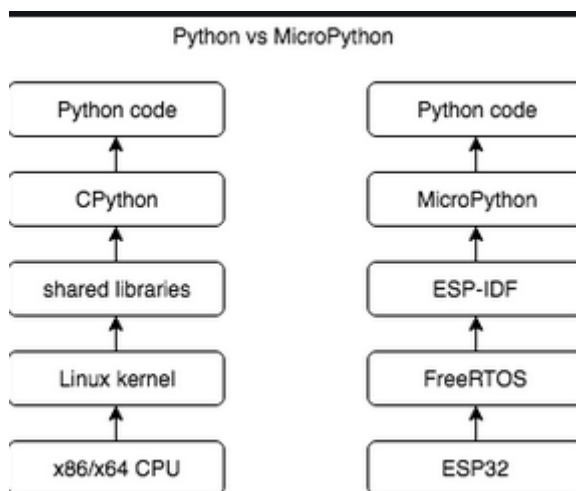 Python vs MicroPython
Python code
CPython
shared libraries
Linux kernel
x86/x64 CPU
Python code
MicroPython
ESP-IDF
FreeRTOS
ESP32